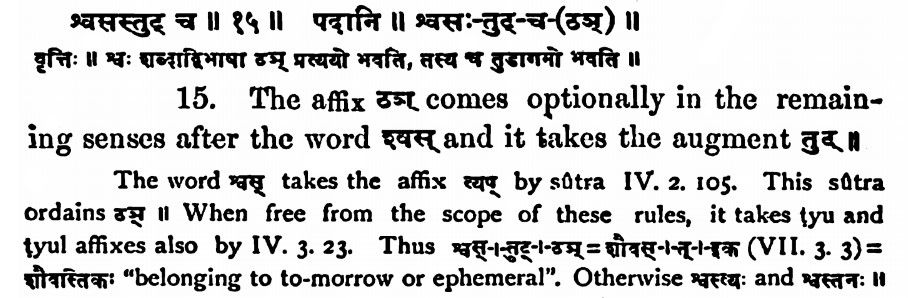 श्वसस्तुट् च ॥ १५ ॥ पदानि ॥ श्वसः-तुट्-च-(ठञ्) ॥
वृत्तिः ॥ श्वः शब्दाद्विभाषा ठञ् प्रत्ययो भवति, तस्य च तुडागमो भवति ॥
15. The affix ठञ् comes optionally in the remain-
ing senses after the word श्वस् and it takes the augment तुट् ॥
The word श्वस् takes the affix त्यप् by sûtra IV. 2. 105. This sûtra
ordains ठञ् ॥ When free from the scope of these rules, it takes tyu and
tyul affixes also by IV. 3. 23. Thus श्वस्+तुट्+ठञ्=शौवस्+त्+इक (VII. 3. 3)=
शौवस्तिकः "belonging to to-morrow or ephemeral". Otherwise श्वस्त्यः and श्वस्तनः ॥